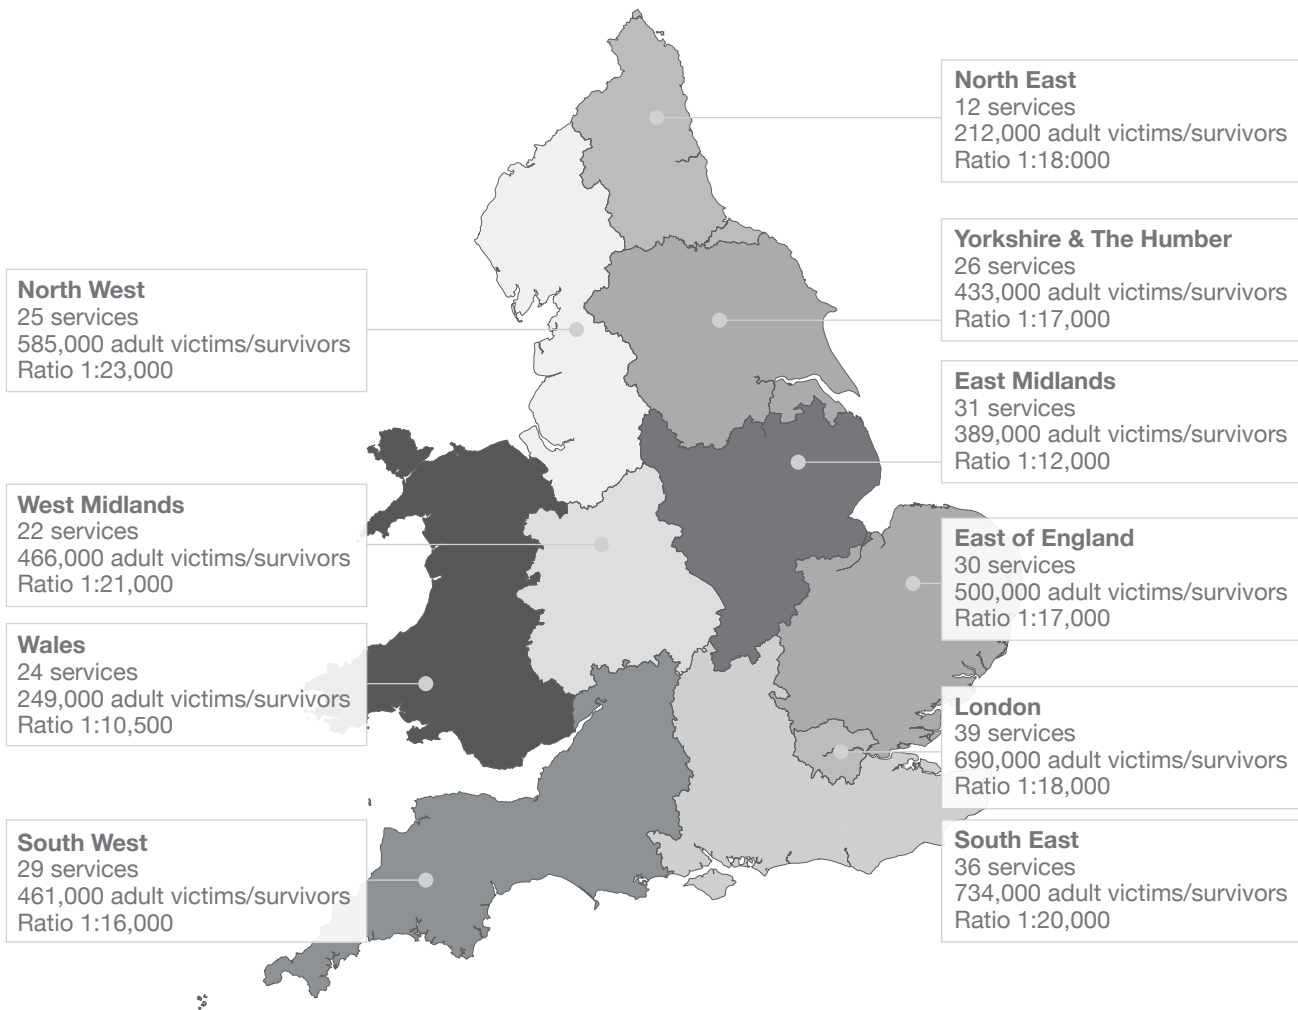 North East
12 services
212,000 adult victims/survivors
Ratio 1:18:000
Yorkshire & The Humber
26 services
433,000 adult victims/survivors
Ratio 1:17,000
North West
25 services
585,000 adult victims/survivors
Ratio 1:23,000
East Midlands
31 services
389,000 adult victims/survivors
Ratio 1:12,000
West Midlands
22 services
466,000 adult victims/survivors
Ratio 1:21,000
East of England
30 services
500,000 adult victims/survivors
Ratio 1:17,000
Wales
24 services
249,000 adult victims/survivors
Ratio 1:10,500
London
39 services
690,000 adult victims/survivors
Ratio 1:18,000
South West
29 services
461,000 adult victims/survivors
Ratio 1:16,000
South East
36 services
734,000 adult victims/survivors
Ratio 1:20,000